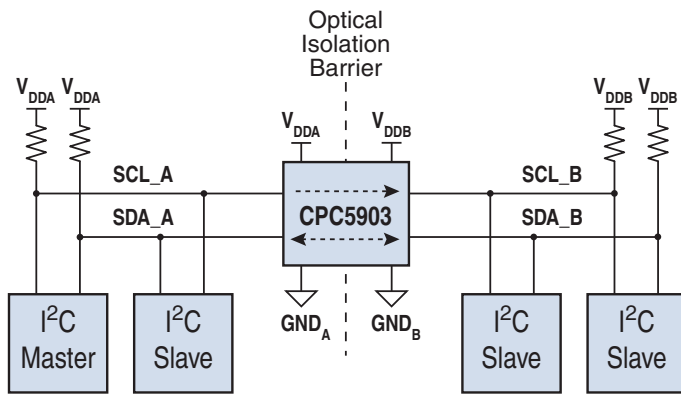 Optical
Isolation
Barrier
V_DDA V_DDA
V_DDA V_DDB
V_DDB V_DDB
SCL_A
SCL_B
CPC5903
SDA_A
SDA_B
GND_A GND_B
I²C
Master
I²C
Slave
I²C
Slave
I²C
Slave